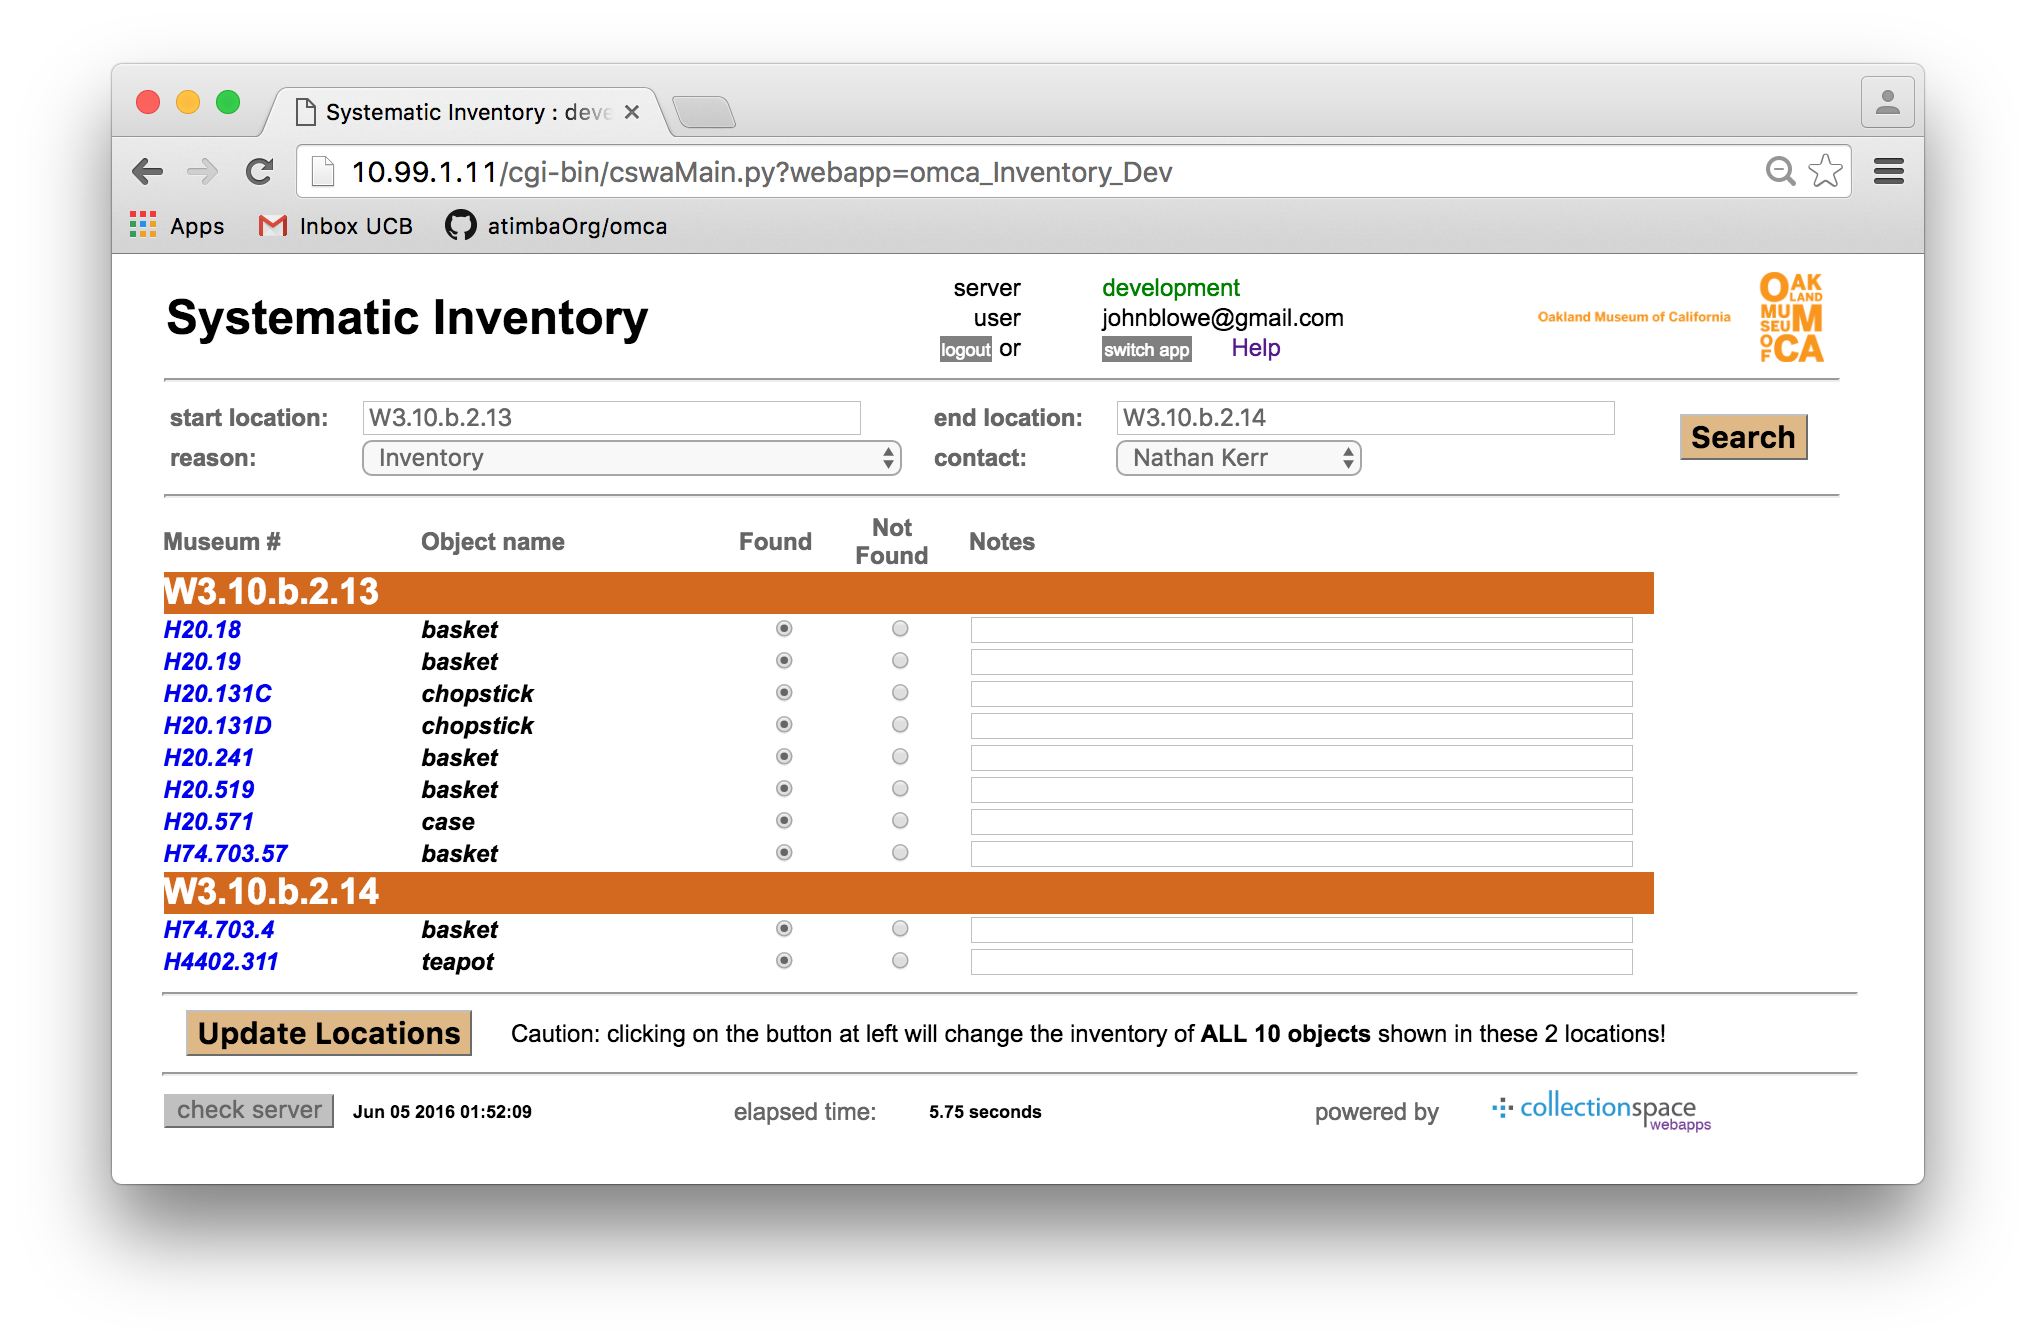 Systematic Inventory : deve
10.99.1.11/cgi-bin/cswaMain.py?webapp=omca_Inventory_Dev
Apps Inbox UCB atimbaOrg/omca
Systematic Inventory
server development
user johnblowe@gmail.com
logout or switch app Help
Oakland Museum of California
OAK
LAND
MUM
SEU
OF CA
start location: W3.10.b.2.13 end location: W3.10.b.2.14
Search
reason: Inventory contact: Nathan Kerr
Museum # Object name Found Not Found Notes
W3.10.b.2.13
H20.18 basket
H20.19 basket
H20.131C chopstick
H20.131D chopstick
H20.241 basket
H20.519 basket
H20.571 case
H74.703.57 basket
W3.10.b.2.14
H74.703.4 basket
H4402.311 teapot
Update Locations Caution: clicking on the button at left will change the inventory of ALL 10 objects shown in these 2 locations!
check server Jun 05 2016 01:52:09 elapsed time: 5.75 seconds powered by collectionspace
webapps